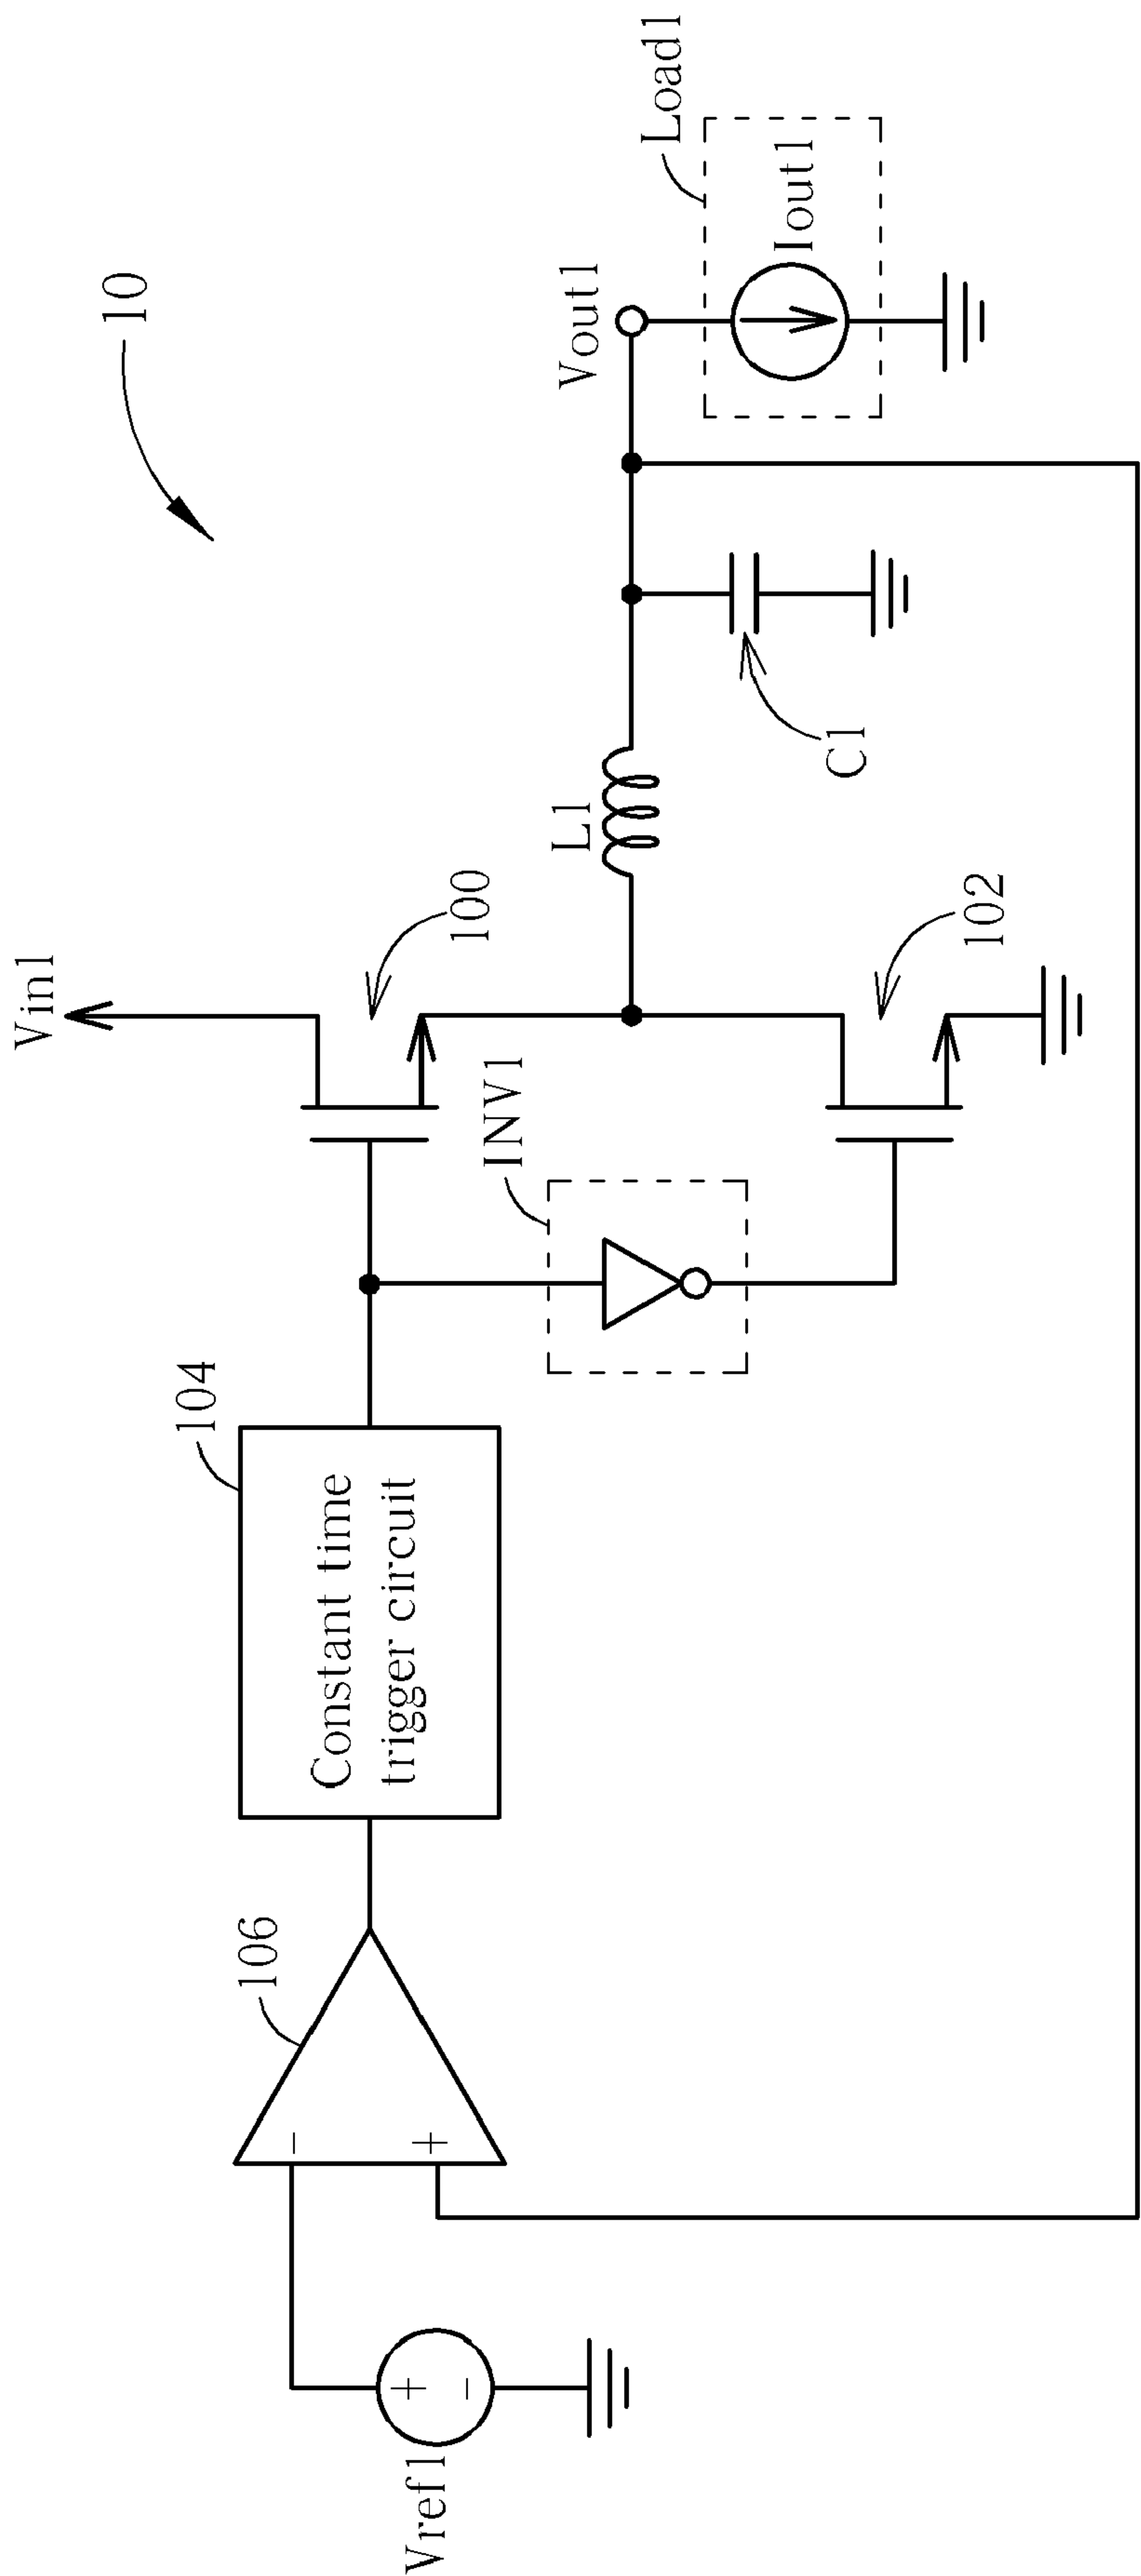 10
Vin1
100
104
106
Constant time
trigger circuit
INV1
L1
Vout1
Load1
Iout1
C1
102
Vref1
+
-
-
+